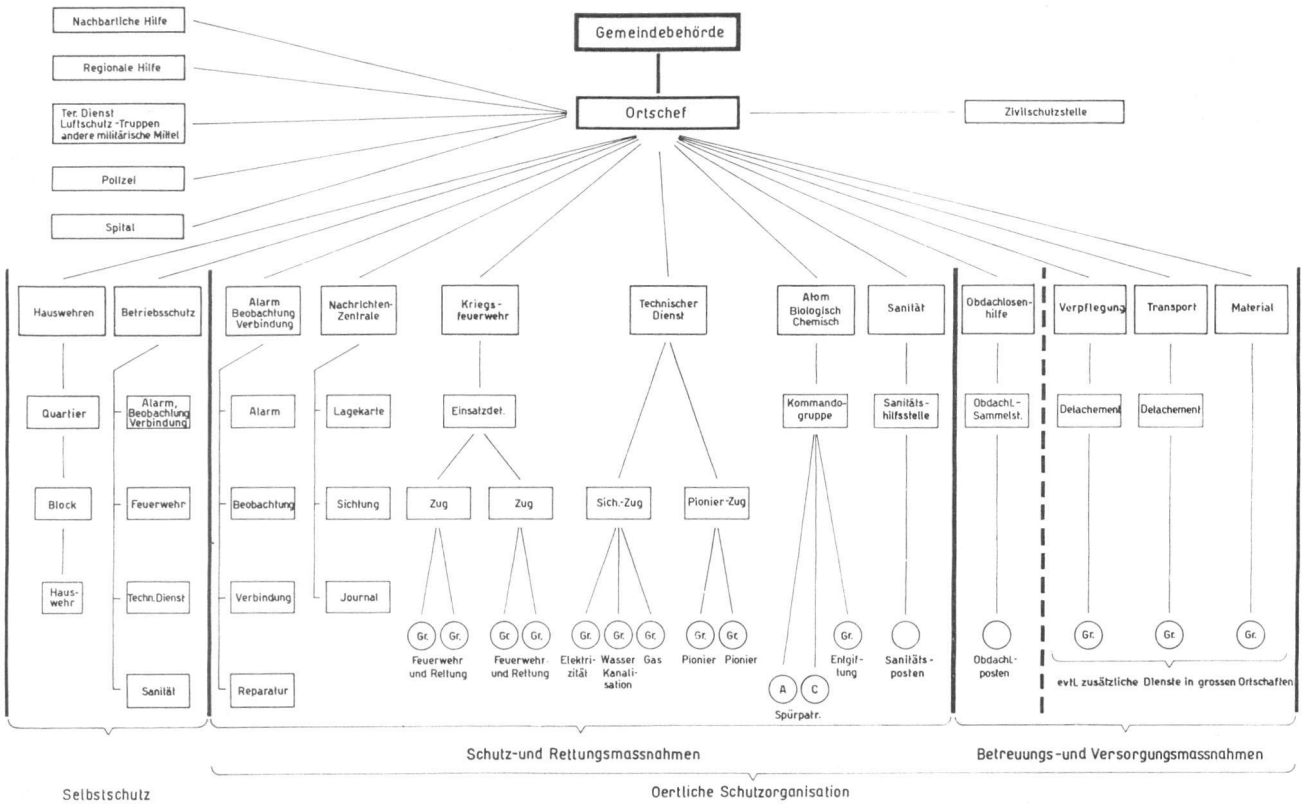 Nachbarliche Hilfe
Regionale Hilfe
Ter. Dienst
Luftschutz-Truppen
andere militärische Mittel
Polizei
Spital
Gemeindebehörde
Ortschef
Zivilschutzstelle
Hauswehren
Betriebsschutz
Alarm
Beobachtung
Verbindung
Nachrichten-
Zentrale
Kriegs-
feuerwehr
Technischer
Dienst
Atom
Biologisch
Chemisch
Sanität
Obdachlosen-
hilfe
Verpflegung
Transport
Material
Quartier
Alarm,
Beobachtung
Verbindung
Alarm
Lagekarte
Einsatzdet.
Kommando-
gruppe
Sanitäts-
hilfsstelle
Obdachl.-
Sammelst.
Detachement
Detachement
Block
Feuerwehr
Beobachtung
Sichtung
Zug
Zug
Sich.-Zug
Pionier-Zug
Haus-
wehr
Techn. Dienst
Verbindung
Journal
Gr.
Gr.
Feuerwehr
und Rettung
Gr.
Gr.
Feuerwehr
und Rettung
Gr.
Elektri-
zität
Gr.
Wasser
Kanali-
sation
Gr.
Gas
Gr.
Pionier
Gr.
Pionier
Gr.
Entgif-
tung
Sanitäts-
posten
Obdachl.-
posten
Gr.
Gr.
Gr.
Sanität
Reparatur
A
C
Spürpatr.
evtl. zusätzliche Dienste in grossen Ortschaften
Schutz- und Rettungsmassnahmen
Betreuungs- und Versorgungsmassnahmen
Selbstschutz
Oertliche Schutzorganisation